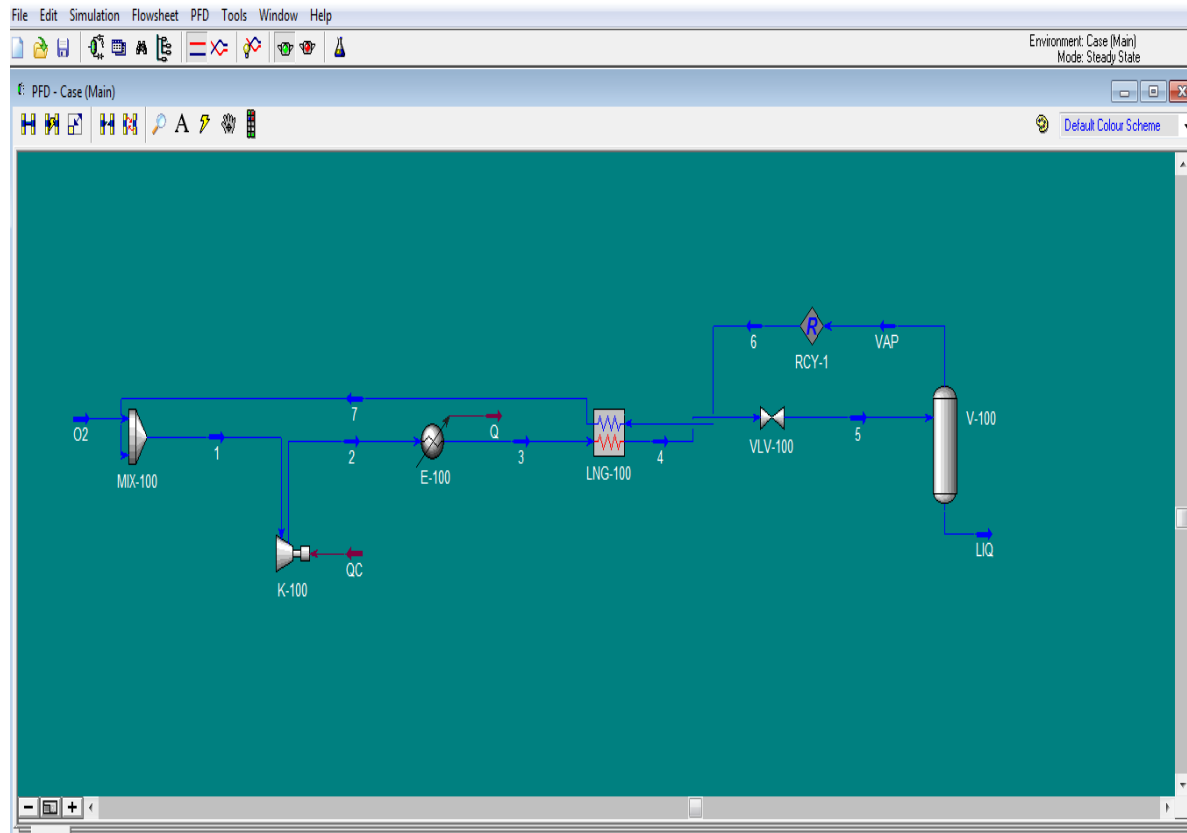 File Edit Simulation Flowsheet PFD Tools Window Help
Environment: Case (Main)
Mode: Steady State
PFD - Case (Main)
A
Default Colour Scheme
6
R
VAP
RCY-1
7
O2
1
MIX-100
2
Q
E-100
3
LNG-100
4
VLV-100
5
V-100
LIQ
K-100
QC